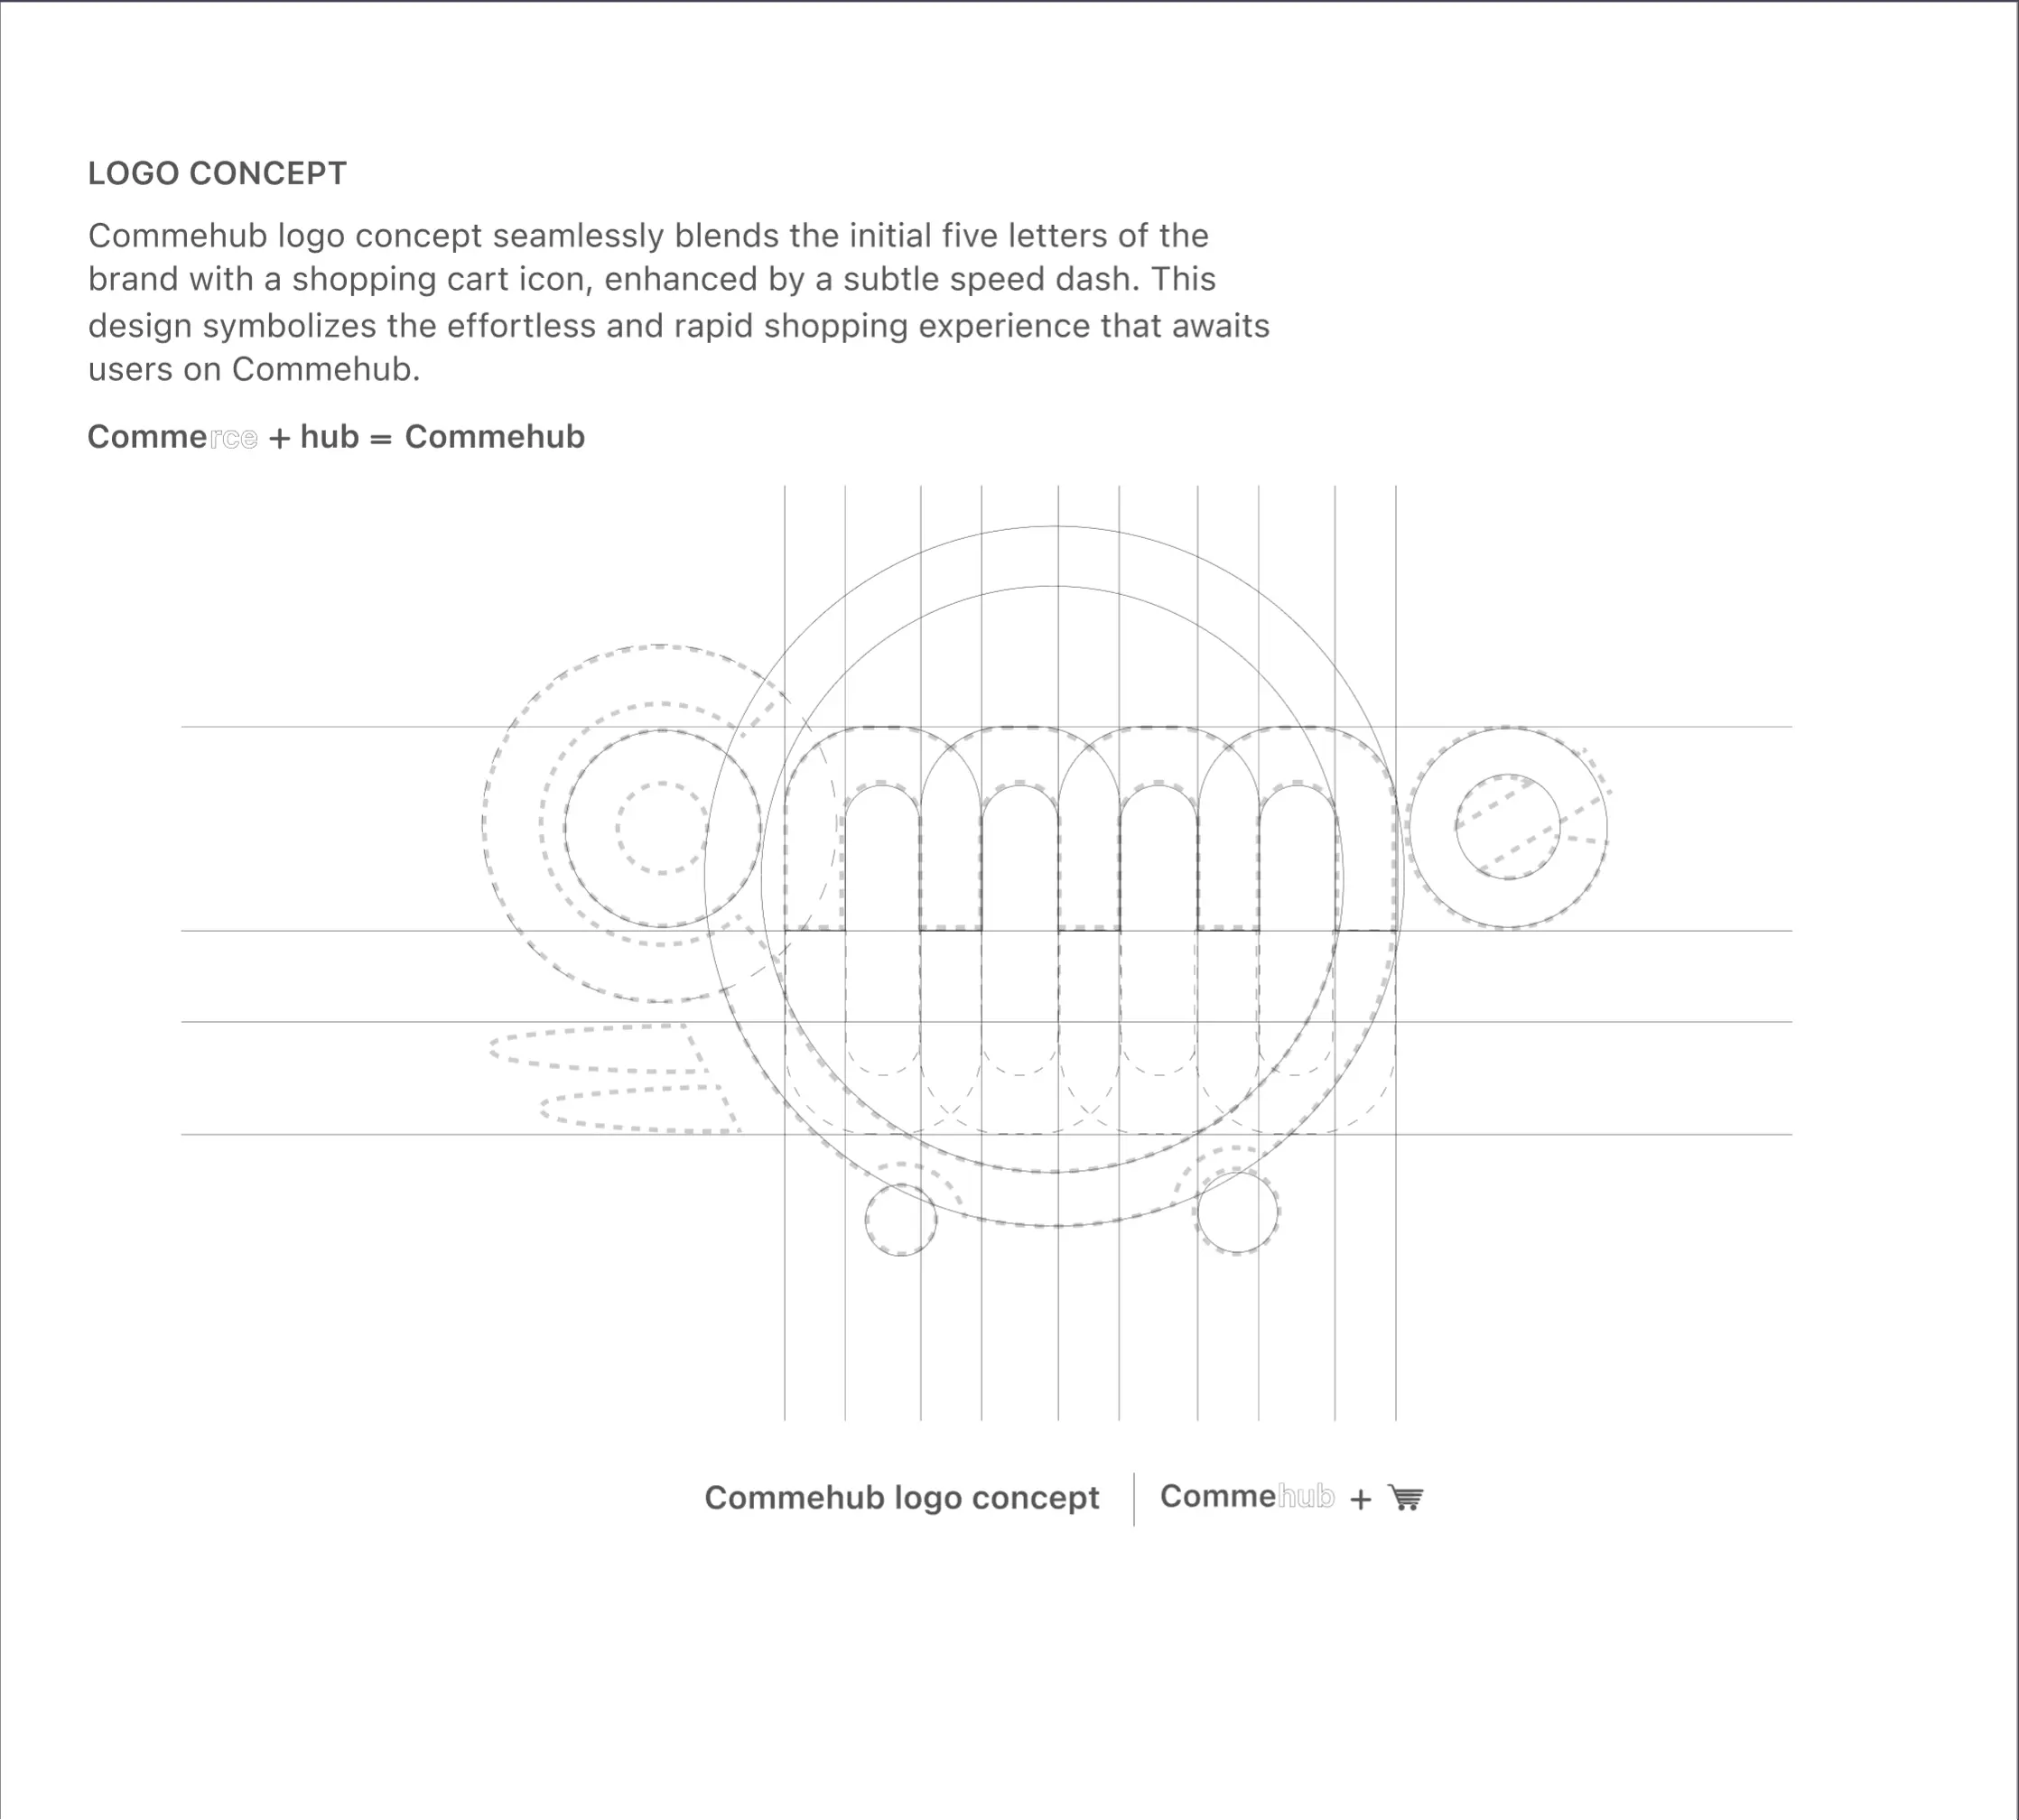 LOGO CONCEPT
Commehub logo concept seamlessly blends the initial five letters of the
brand with a shopping cart icon, enhanced by a subtle speed dash. This
design symbolizes the effortless and rapid shopping experience that awaits
users on Commehub.
Commerce + hub = Commehub
Commehub logo concept | Commehub +